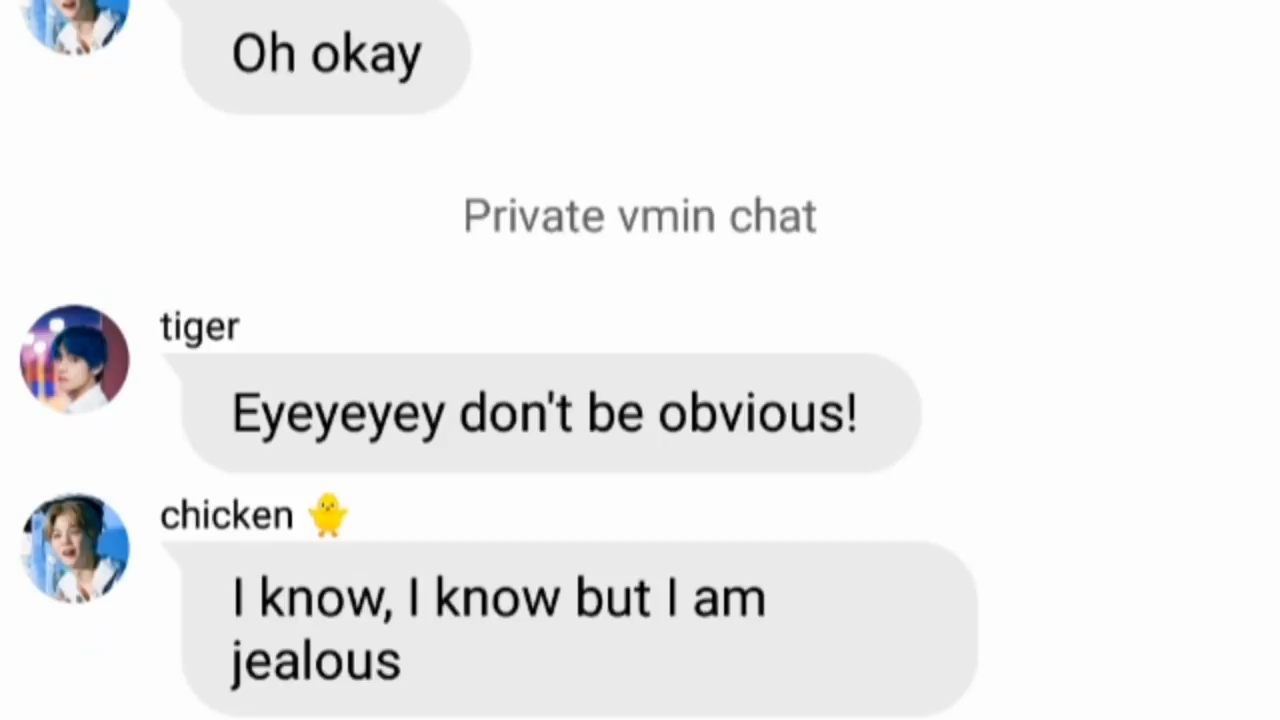 Oh okay
Private vmin chat
tiger
Eyeyeyey don't be obvious!
chicken 🐥
I know, I know but I am
jealous